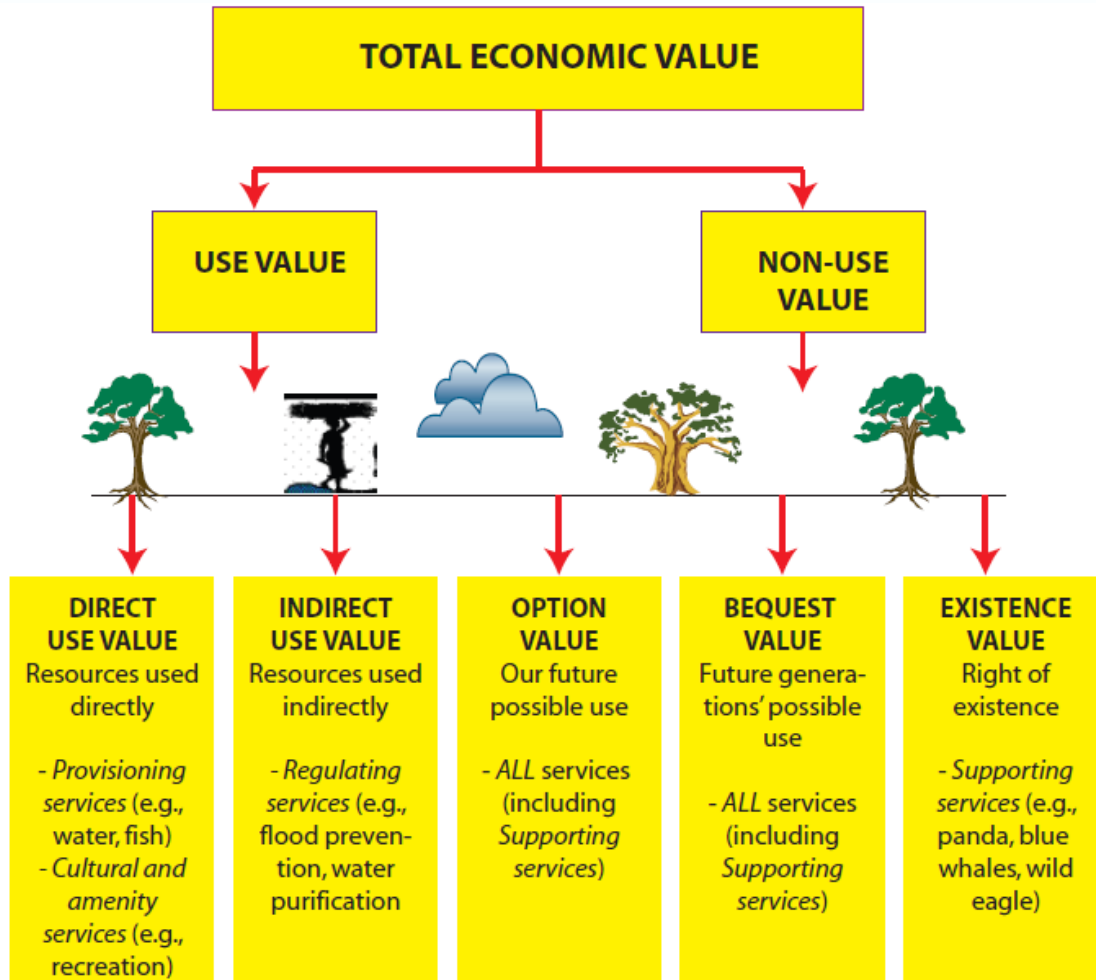 TOTAL ECONOMIC VALUE
USE VALUE
NON-USE
VALUE
DIRECT
USE VALUE
Resources used
directly
- Provisioning
services (e.g.,
water, fish)
- Cultural and
amenity
services (e.g.,
recreation)
INDIRECT
USE VALUE
Resources used
indirectly
- Regulating
services (e.g.,
flood preven-
tion, water
purification
OPTION
VALUE
Our future
possible use
- ALL services
(including
Supporting
services)
BEQUEST
VALUE
Future genera-
tions’ possible
use
- ALL services
(including
Supporting
services)
EXISTENCE
VALUE
Right of
existence
- Supporting
services (e.g.,
panda, blue
whales, wild
eagle)